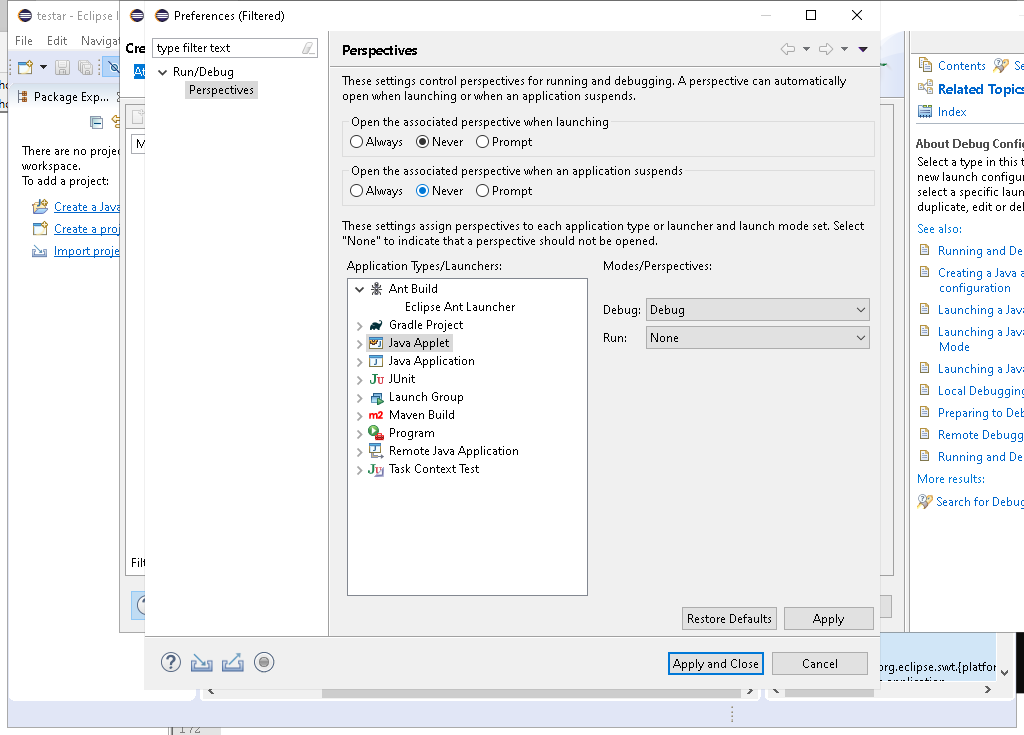 testar - Eclipse
Preferences (Filtered)
File Edit Navigat
Cre
type filter text
Perspectives
Run/Debug
Perspectives
Package Exp...
There are no projec
workspace.
To add a project:
Create a Java
Create a proj
Import proje
These settings control perspectives for running and debugging. A perspective can automatically
open when launching or when an application suspends.
Open the associated perspective when launching
Always Never Prompt
Open the associated perspective when an application suspends
Always Never Prompt
These settings assign perspectives to each application type or launcher and launch mode set. Select
"None" to indicate that a perspective should not be opened.
Application Types/Launchers:
Modes/Perspectives:
Ant Build
Eclipse Ant Launcher
Gradle Project
Java Applet
Java Application
JUnit
Launch Group
Maven Build
Program
Remote Java Application
Task Context Test
Debug: Debug
Run: None
Filt
Restore Defaults Apply
Apply and Close Cancel
Contents Se
Related Topics
Index
About Debug Config
Select a type in this t
new launch configur
select a specific laun
duplicate, edit or del
See also:
Running and De
Creating a Java a
configuration
Launching a Java
Launching a Java
Mode
Launching a Java
Local Debugging
Preparing to Deb
Remote Debugg
Running and De
More results:
Search for Debug
org.eclipse.swt.{platfor
172